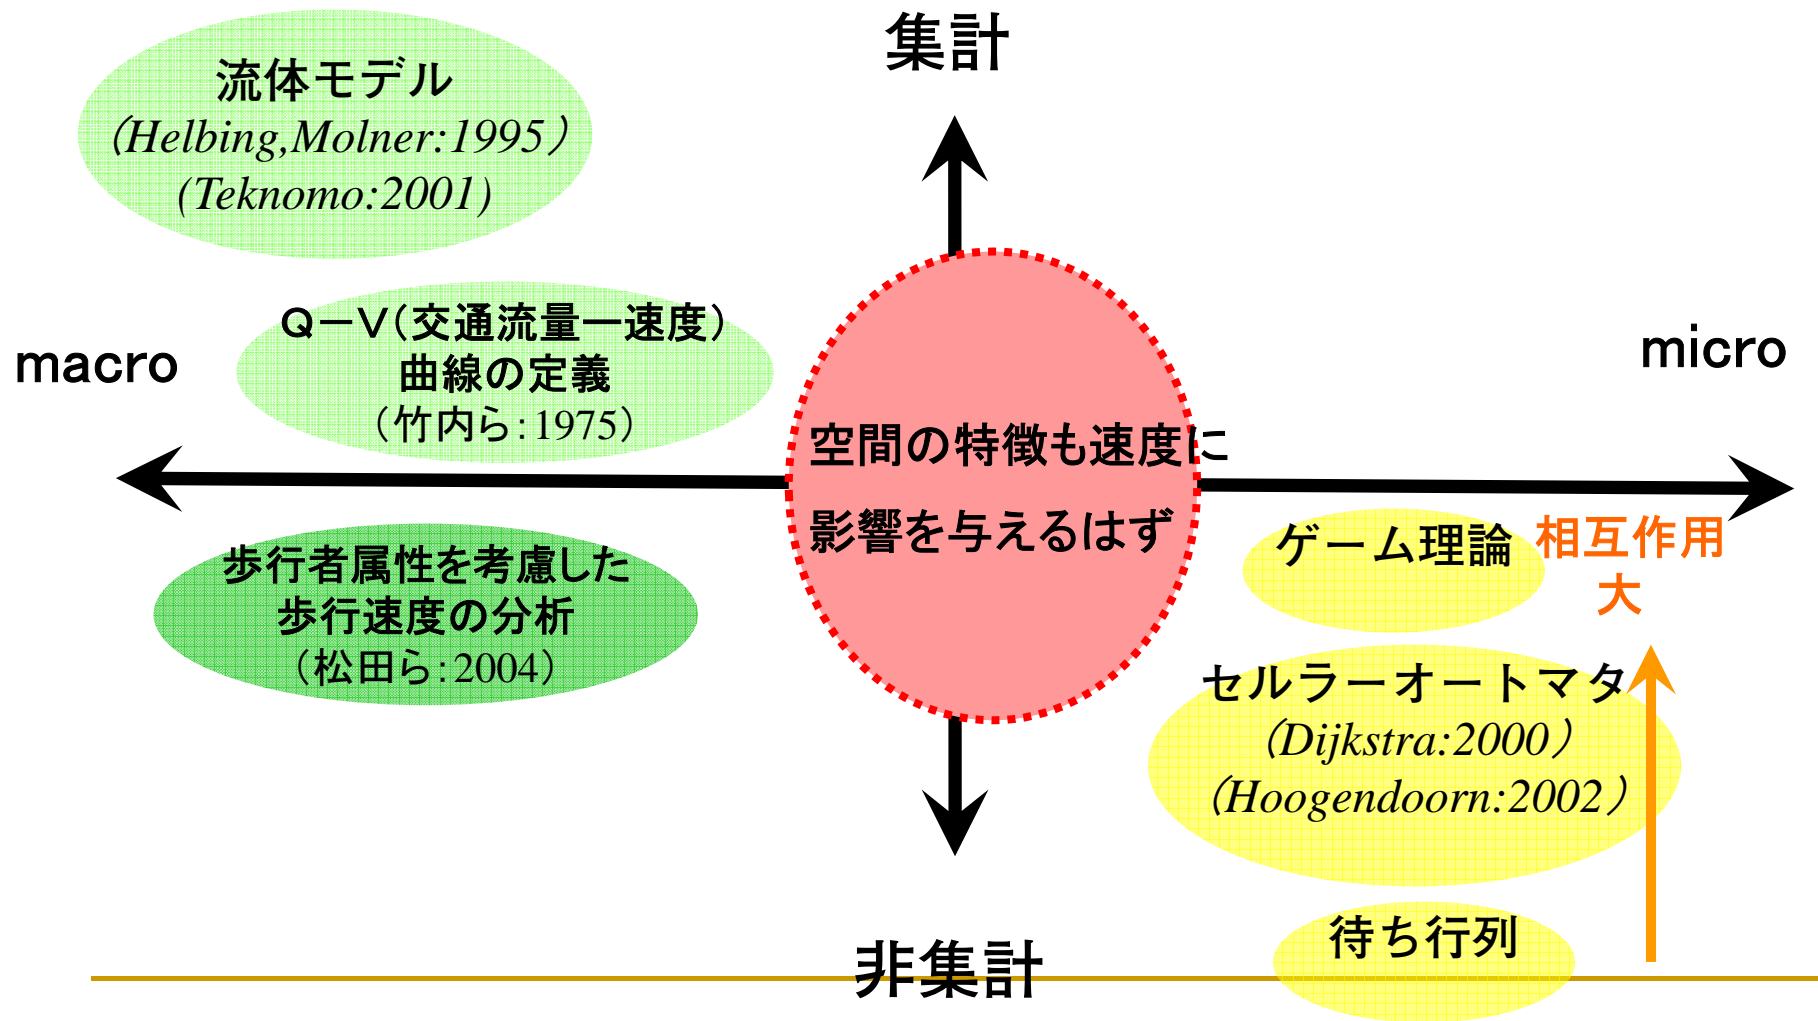 集計
流体モデル
（Helbing,Molner:1995）
(Teknomo:2001)
Q－V（交通流量―速度）
曲線の定義
（竹内ら：1975）
macro
micro
空間の特徴も速度に
影響を与えるはず
歩行者属性を考慮した
歩行速度の分析
（松田ら：2004）
ゲーム理論
相互作用
大
セルラーオートマタ
（Dijkstra:2000）
（Hoogendoorn:2002）
待ち行列
非集計